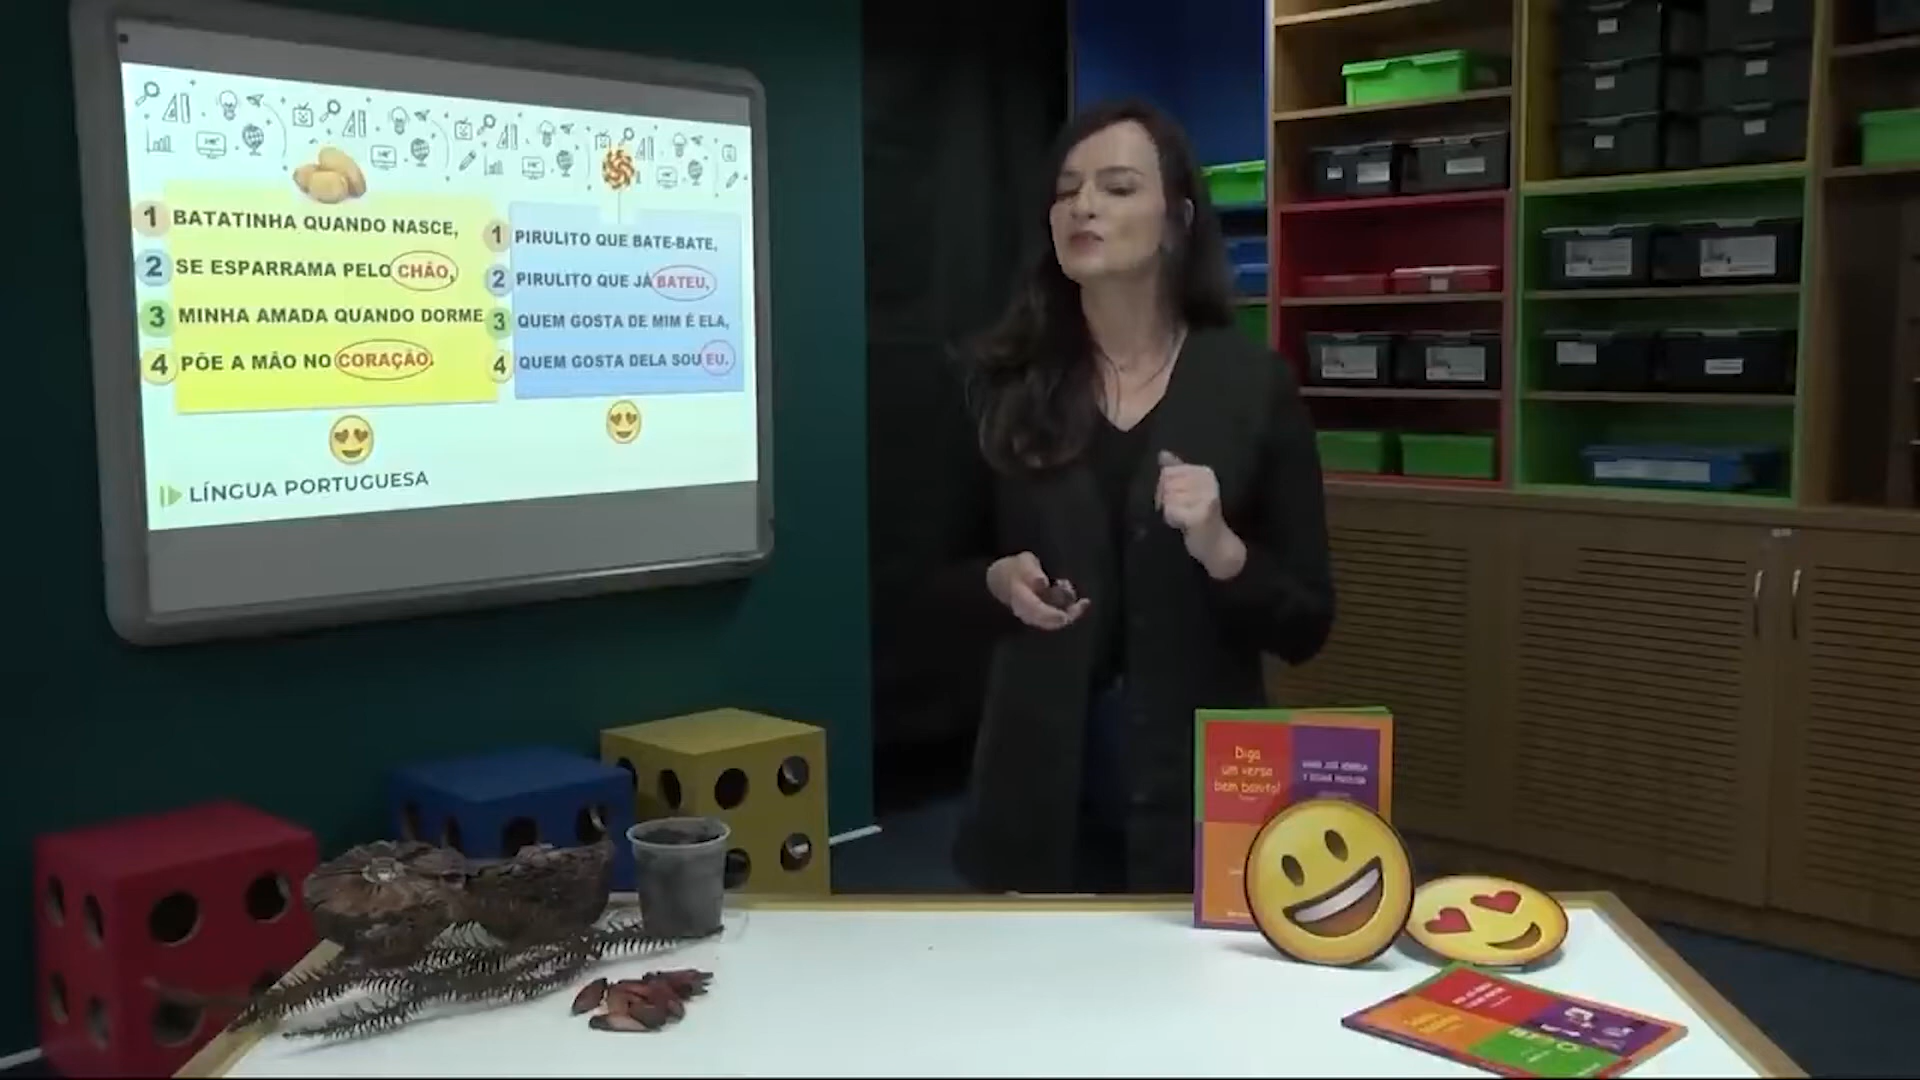 1 BATATINHA QUANDO NASCE,
2 SE ESPARRAMA PELO CHÃO,
3 MINHA AMADA QUANDO DORME
4 PÕE A MÃO NO CORAÇÃO.
1 PIRULITO QUE BATE-BATE,
2 PIRULITO QUE JÁ BATEU,
3 QUEM GOSTA DE MIM É ELA,
4 QUEM GOSTA DELA SOU EU.
LÍNGUA PORTUGUESA
Diga
um verso
bem bonito!